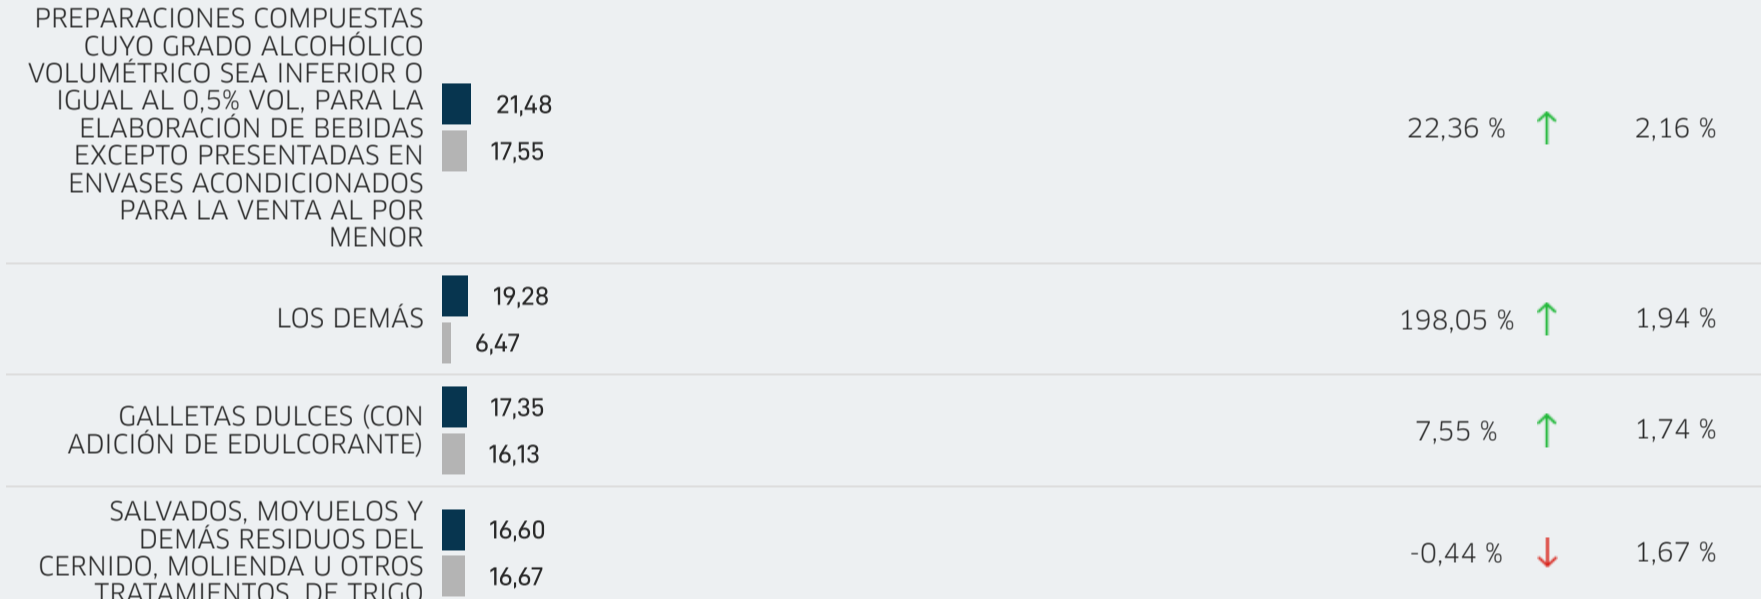 PREPARACIONES COMPUESTAS
CUYO GRADO ALCOHÓLICO
VOLUMÉTRICO SEA INFERIOR O
IGUAL AL 0,5% VOL, PARA LA
ELABORACIÓN DE BEBIDAS
EXCEPTO PRESENTADAS EN
ENVASES ACONDICIONADOS
PARA LA VENTA AL POR
MENOR
21,48
17,55
22,36 % ↑ 2,16 %
LOS DEMÁS
19,28
6,47
198,05 % ↑ 1,94 %
GALLETAS DULCES (CON
ADICIÓN DE EDULCORANTE)
17,35
16,13
7,55 % ↑ 1,74 %
SALVADOS, MOYUELOS Y
DEMÁS RESIDUOS DEL
CERNIDO, MOLIENDA U OTROS
TRATAMIENTOS, DE TRIGO
16,60
16,67
-0,44 % ↓ 1,67 %